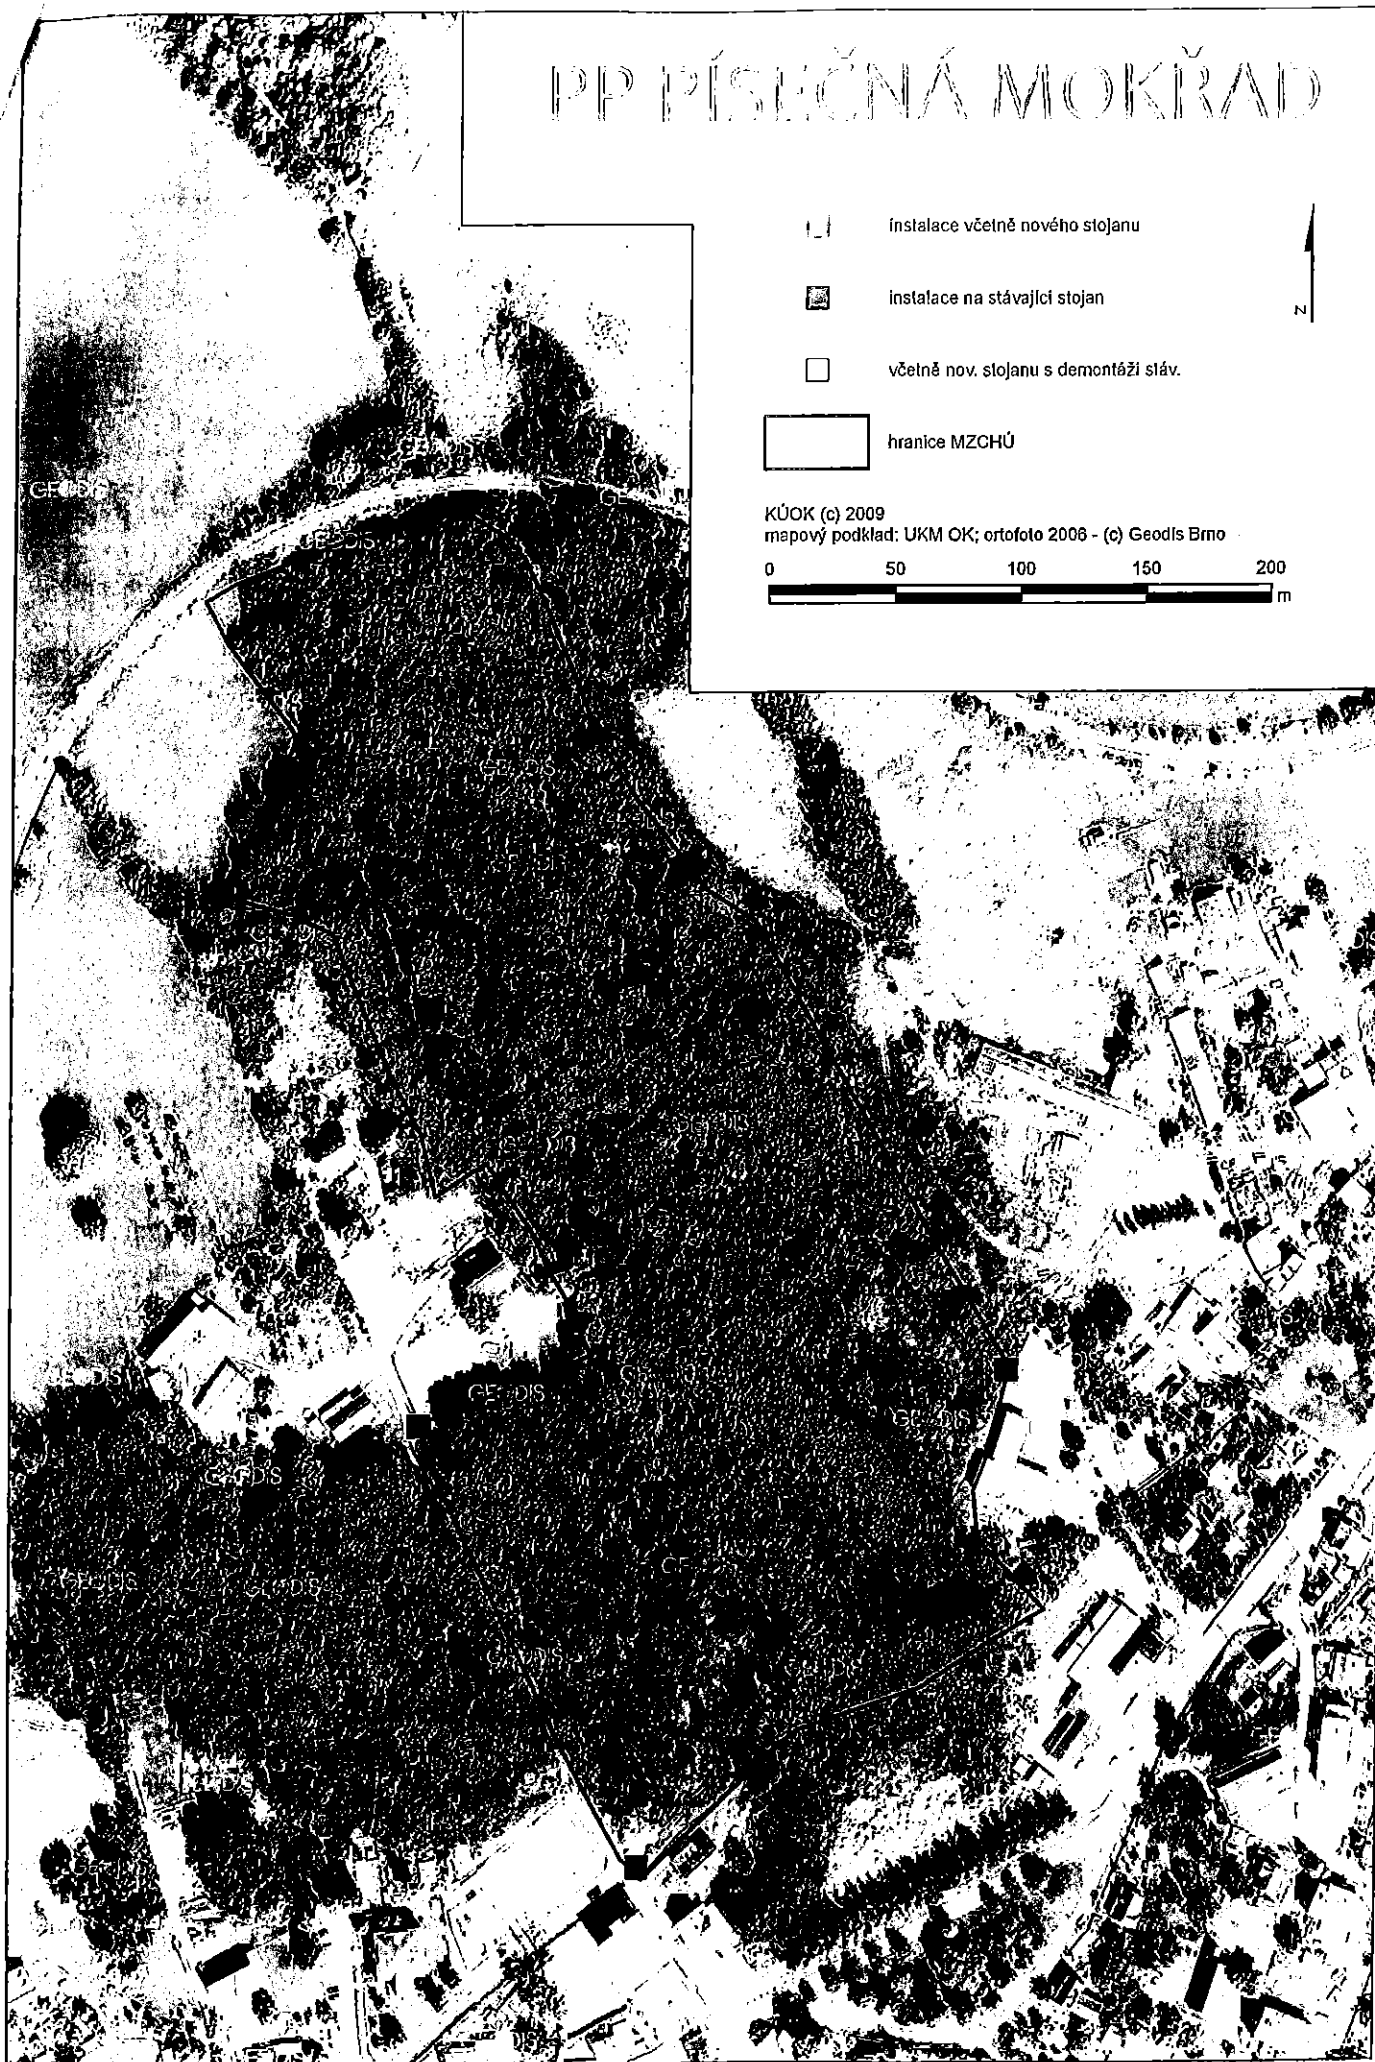 PP PÍSEČNÁ MOKŘAD
instalace včetně nového stojanu
instalace na stávající stojan
včetně nov. stojanu s demontáží stáv.
hranice MZCHÚ
N
KÚOK (c) 2009
mapový podklad: UKM OK; ortofoto 2006 - (c) Geodis Brno
0 50 100 150 200
m